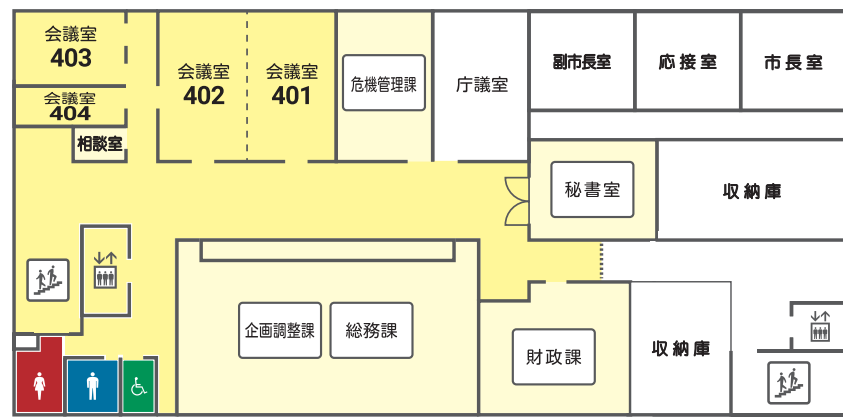 会議室
403
会議室
404
相談室
会議室
402
会議室
401
危機管理課
庁議室
副市長室
応接室
市長室
秘書室
収納庫
企画調整課
総務課
財政課
収納庫